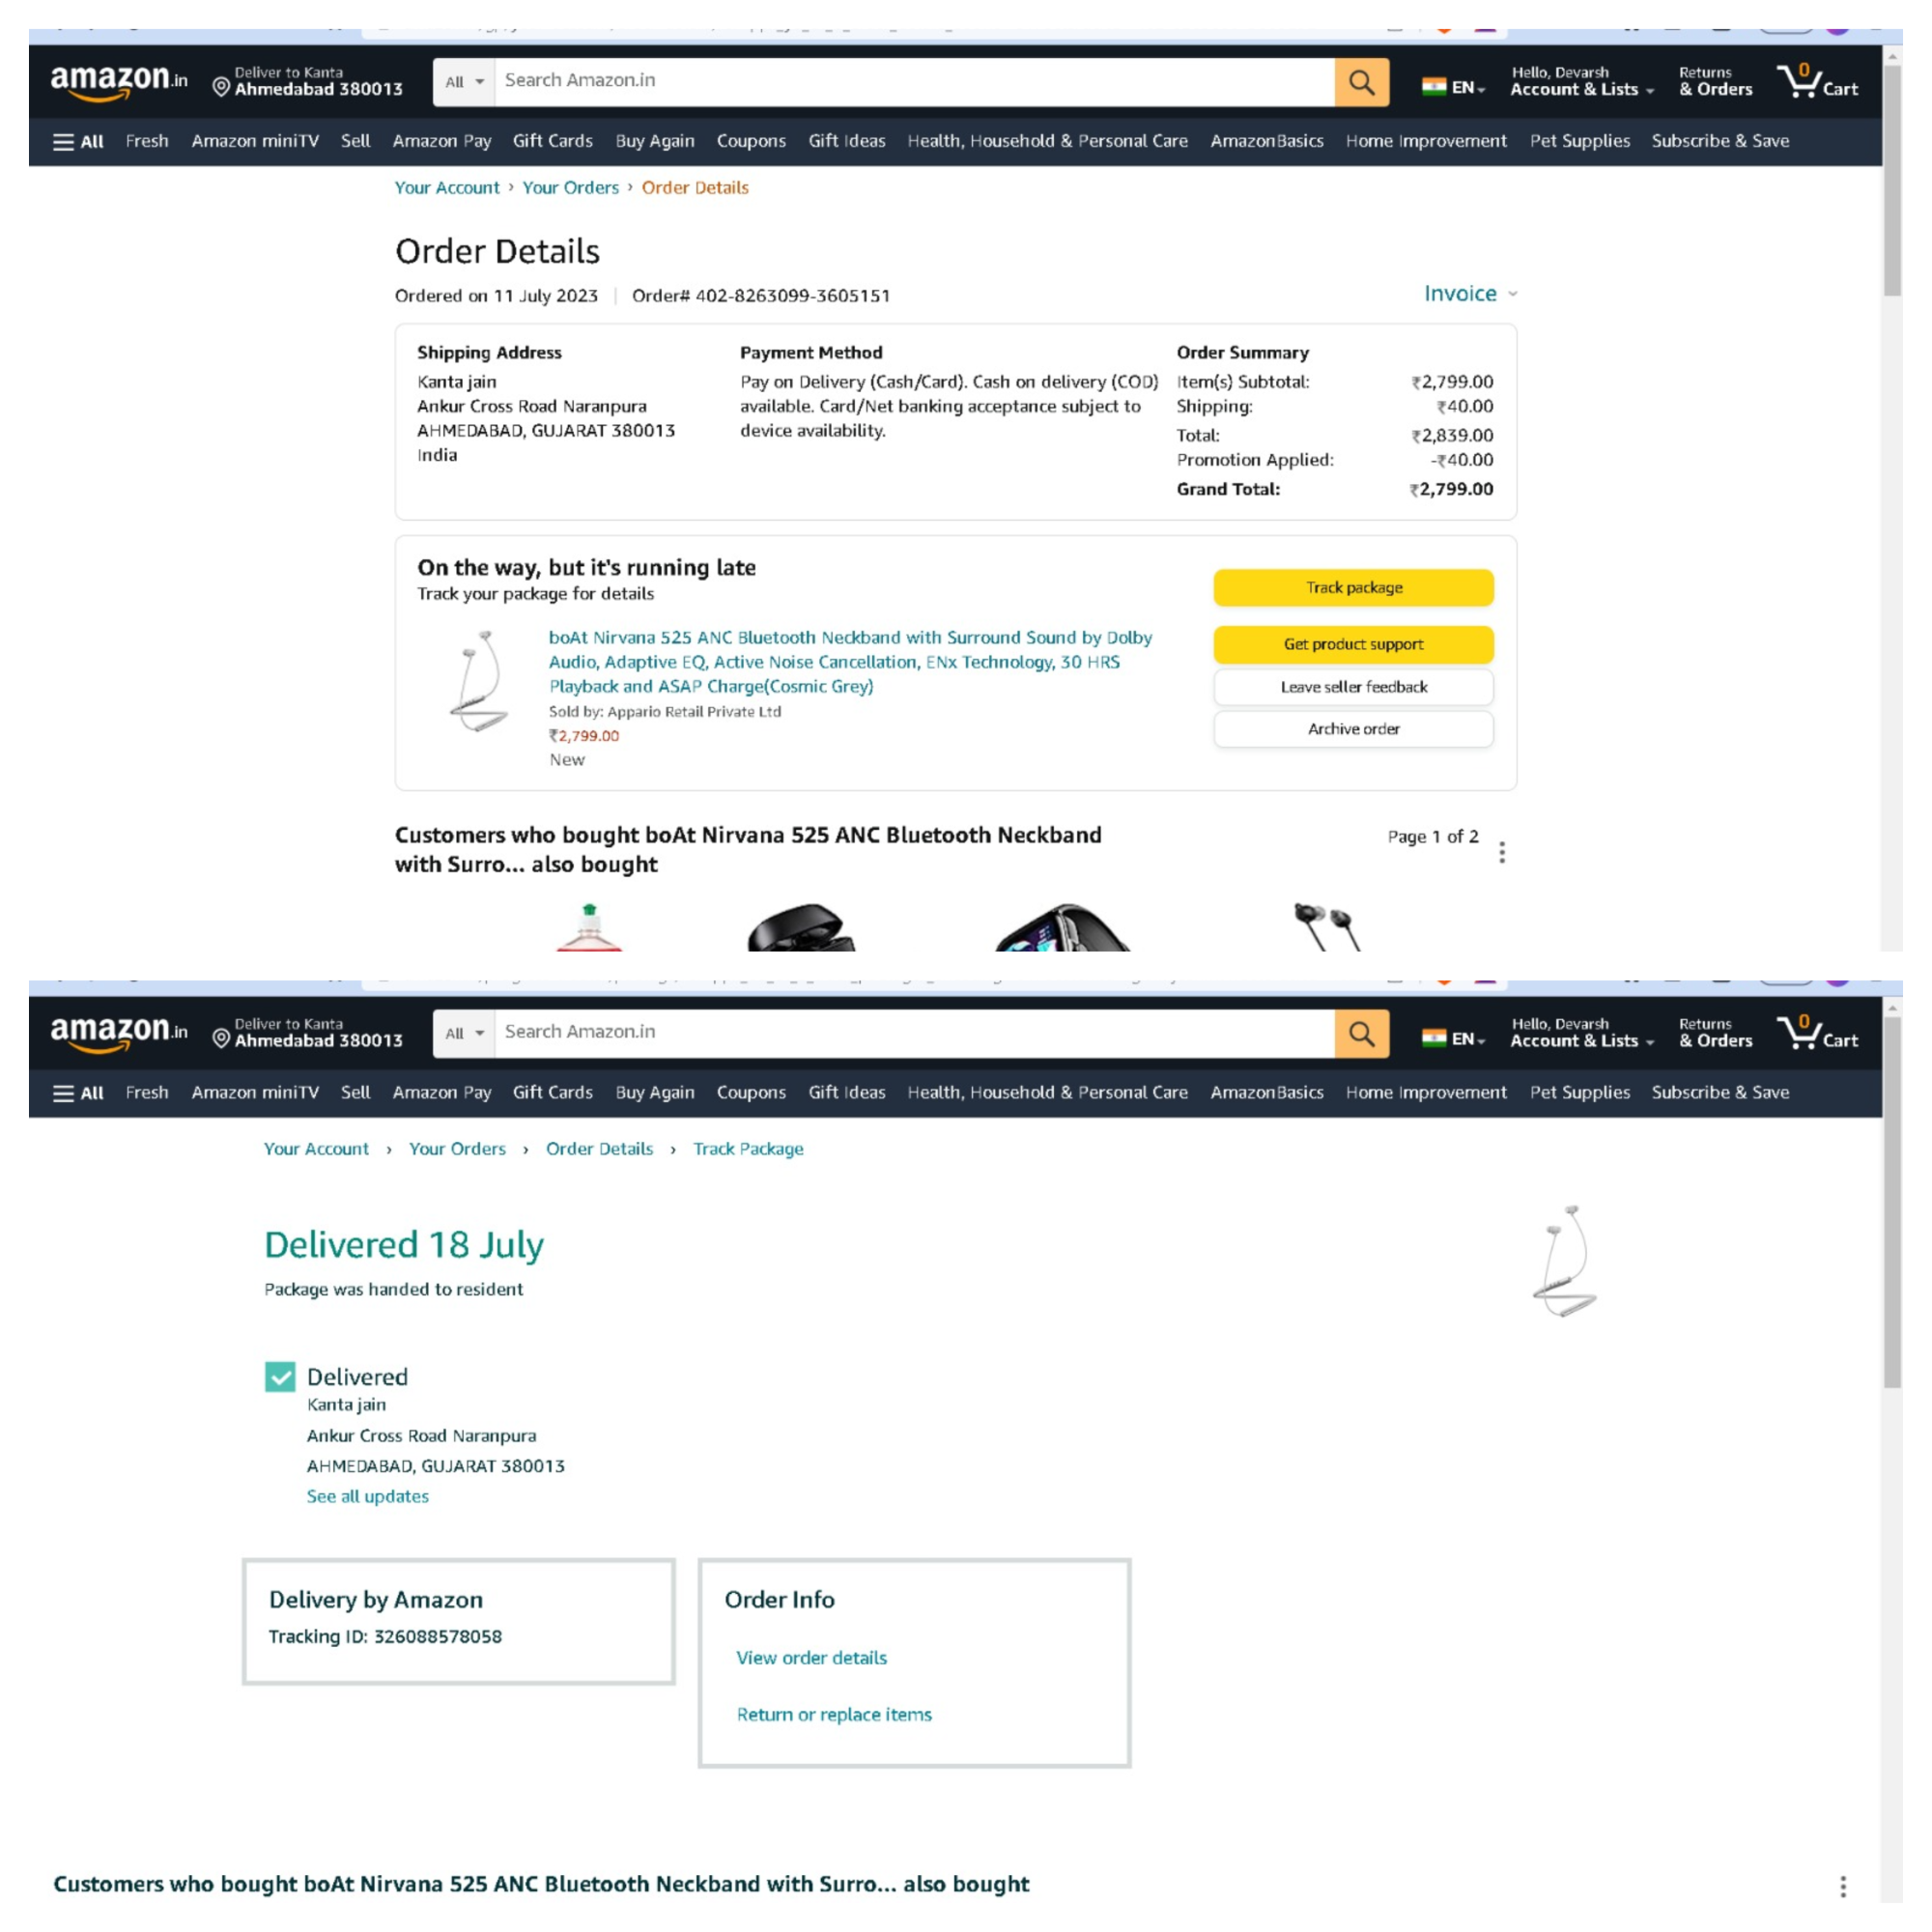 amazon.in
Deliver to Kanta
Ahmedabad 380013
All
Search Amazon.in
EN
Hello, Devarsh
Account & Lists
Returns
& Orders
0
Cart
All Fresh Amazon miniTV Sell Amazon Pay Gift Cards Buy Again Coupons Gift Ideas Health, Household & Personal Care AmazonBasics Home Improvement Pet Supplies Subscribe & Save
Your Account › Your Orders › Order Details
Order Details
Ordered on 11 July 2023 | Order# 402-8263099-3605151
Invoice
Shipping Address
Kanta jain
Ankur Cross Road Naranpura
AHMEDABAD, GUJARAT 380013
India
Payment Method
Pay on Delivery (Cash/Card). Cash on delivery (COD)
available. Card/Net banking acceptance subject to
device availability.
Order Summary
Item(s) Subtotal: ₹2,799.00
Shipping: ₹40.00
Total: ₹2,839.00
Promotion Applied: -₹40.00
Grand Total: ₹2,799.00
On the way, but it's running late
Track your package for details
boAt Nirvana 525 ANC Bluetooth Neckband with Surround Sound by Dolby
Audio, Adaptive EQ, Active Noise Cancellation, ENx Technology, 30 HRS
Playback and ASAP Charge(Cosmic Grey)
Sold by: Appario Retail Private Ltd
₹2,799.00
New
Track package
Get product support
Leave seller feedback
Archive order
Customers who bought boAt Nirvana 525 ANC Bluetooth Neckband
with Surro... also bought
Page 1 of 2
amazon.in
Deliver to Kanta
Ahmedabad 380013
All
Search Amazon.in
EN
Hello, Devarsh
Account & Lists
Returns
& Orders
0
Cart
All Fresh Amazon miniTV Sell Amazon Pay Gift Cards Buy Again Coupons Gift Ideas Health, Household & Personal Care AmazonBasics Home Improvement Pet Supplies Subscribe & Save
Your Account › Your Orders › Order Details › Track Package
Delivered 18 July
Package was handed to resident
Delivered
Kanta jain
Ankur Cross Road Naranpura
AHMEDABAD, GUJARAT 380013
See all updates
Delivery by Amazon
Tracking ID: 326088578058
Order Info
View order details
Return or replace items
Customers who bought boAt Nirvana 525 ANC Bluetooth Neckband with Surro... also bought